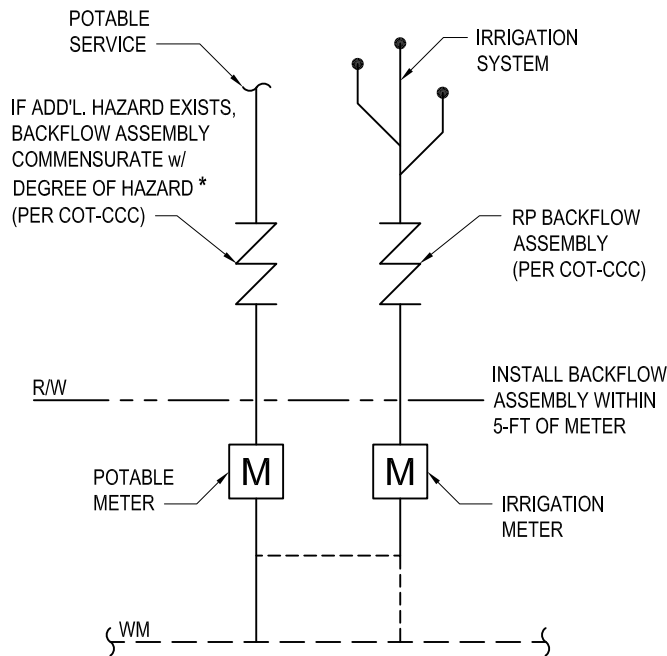 POTABLE
SERVICE
IRRIGATION
SYSTEM
IF ADD'L. HAZARD EXISTS,
BACKFLOW ASSEMBLY
COMMENSURATE w/
DEGREE OF HAZARD *
(PER COT-CCC)
RP BACKFLOW
ASSEMBLY
(PER COT-CCC)
R/W
INSTALL BACKFLOW
ASSEMBLY WITHIN
5-FT OF METER
POTABLE
METER
M
M
IRRIGATION
METER
WM